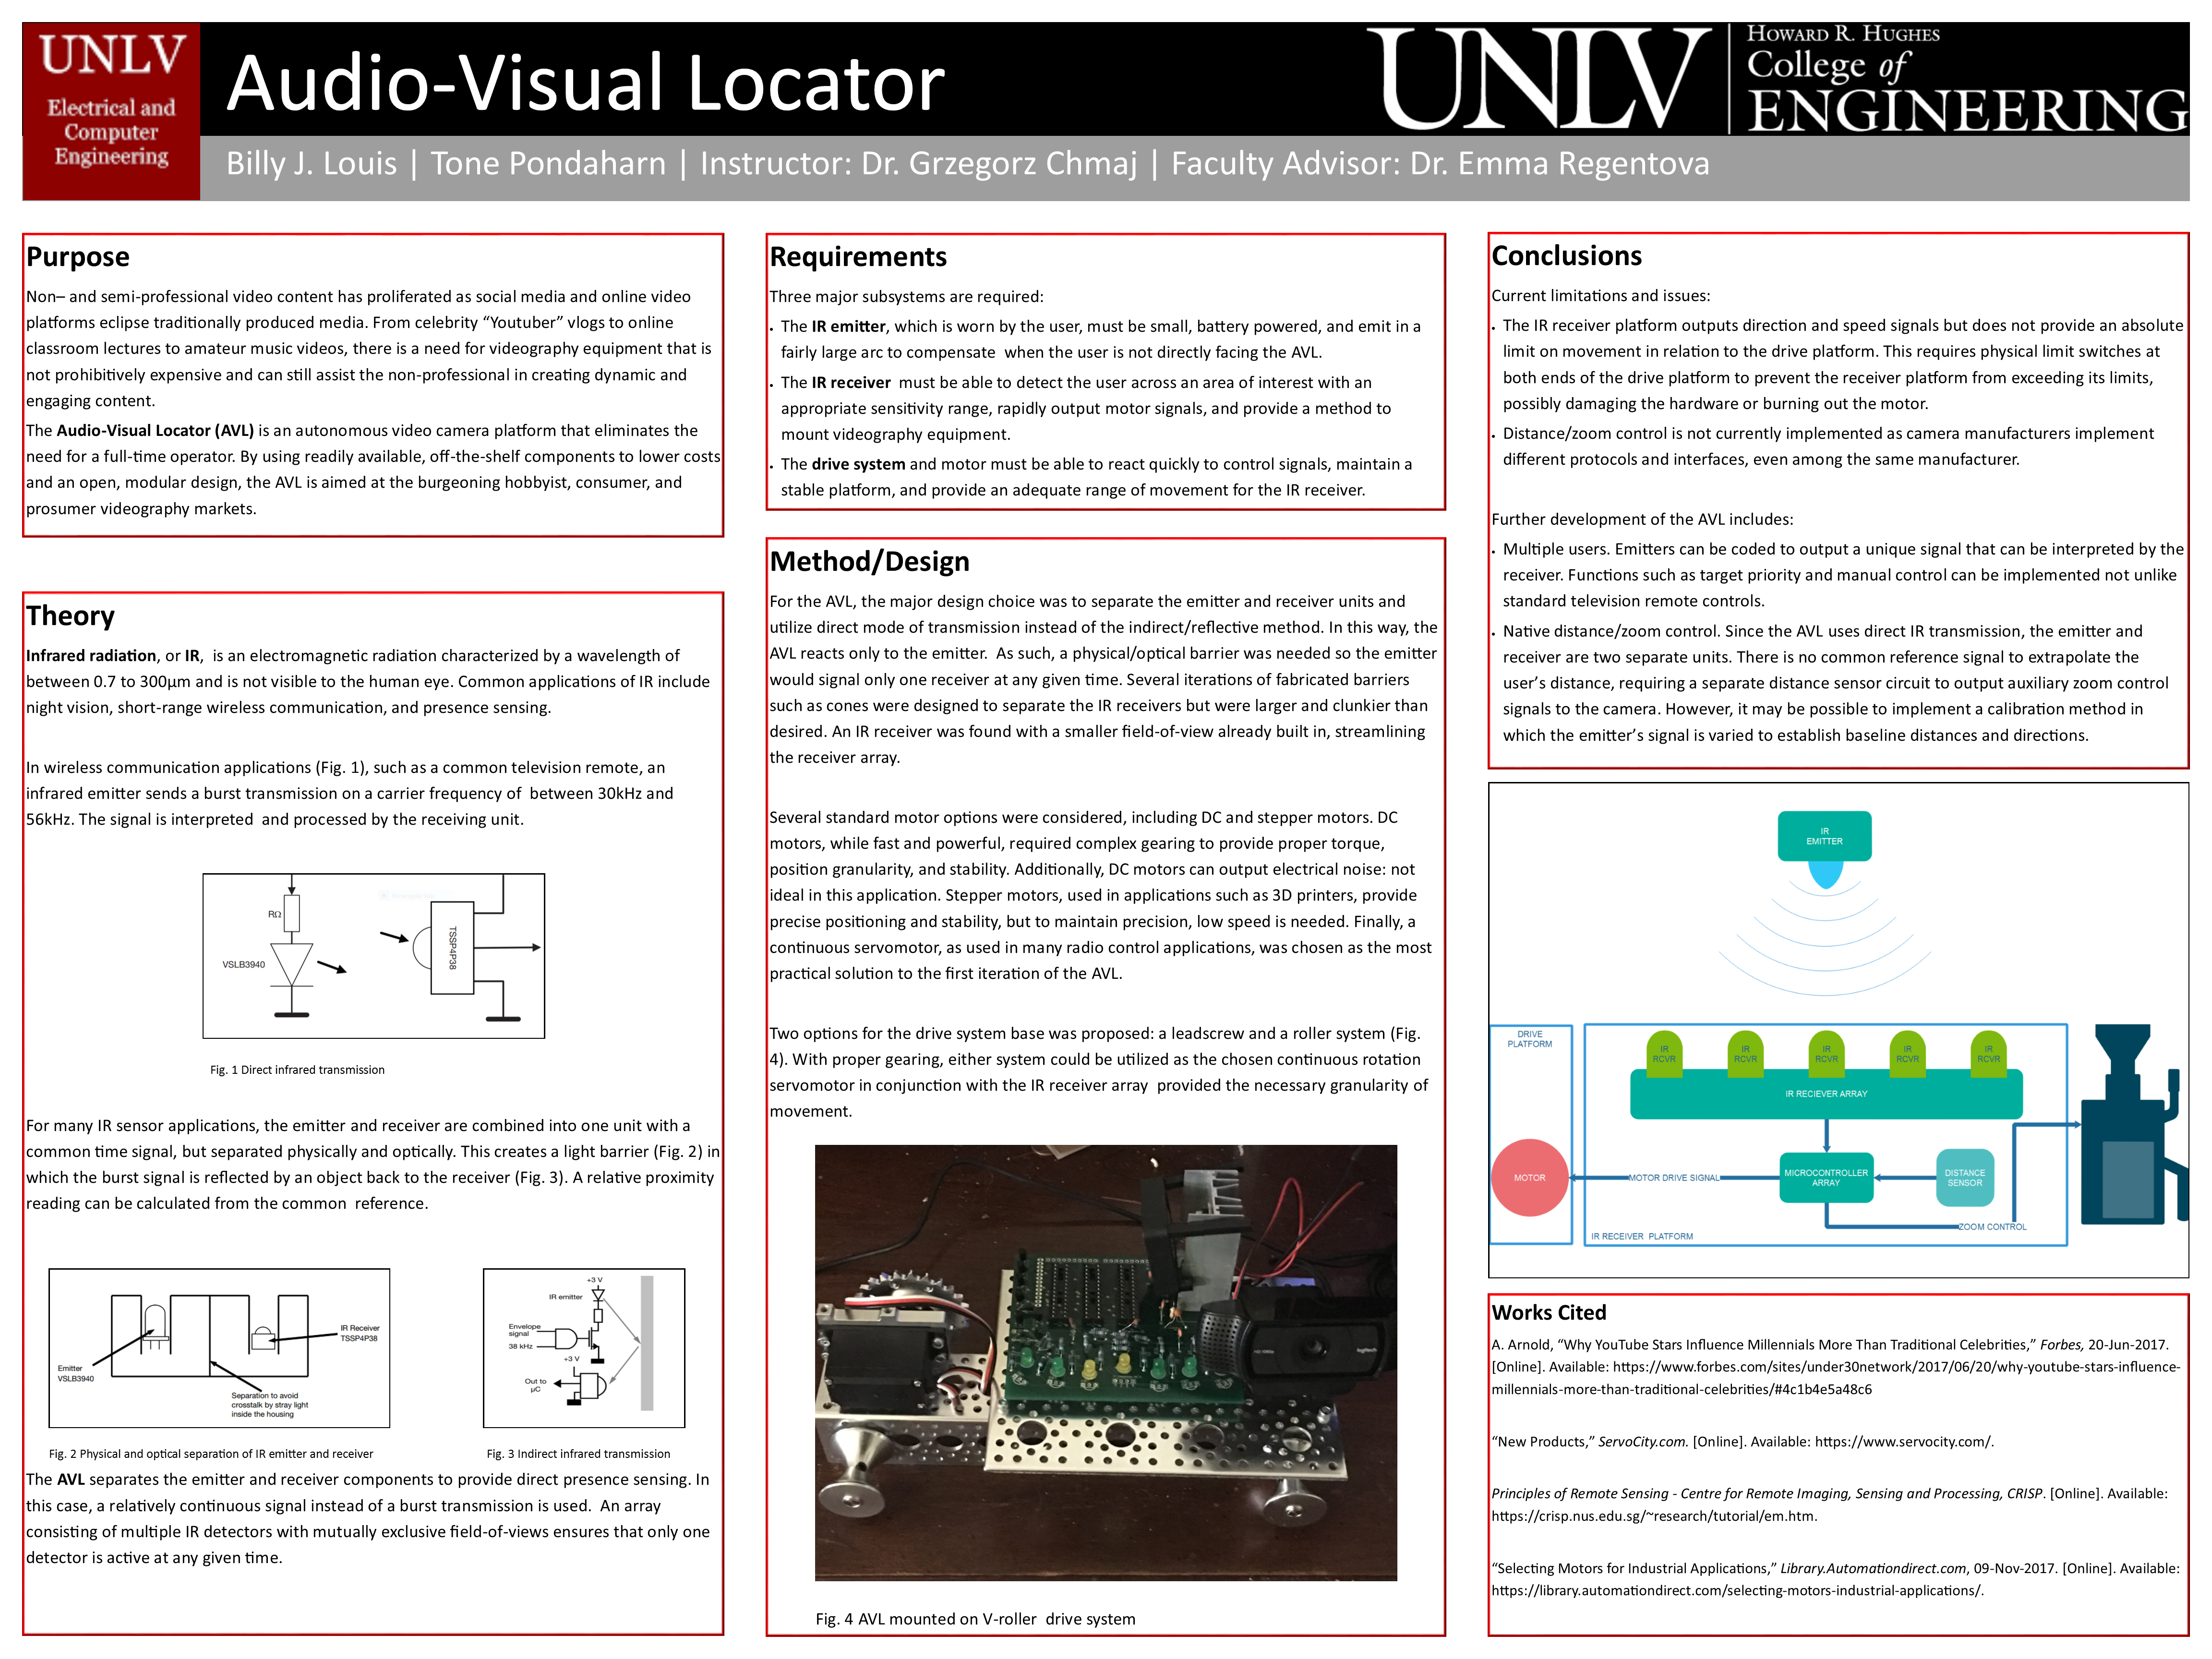 UNLV
Electrical and
Computer
Engineering
Audio-Visual Locator
UNLV
HOWARD R. HUGHES
College of
ENGINEERING
Billy J. Louis | Tone Pondaharn | Instructor: Dr. Grzegorz Chmaj | Faculty Advisor: Dr. Emma Regentova
Purpose
Non– and semi-professional video content has proliferated as social media and online video
platforms eclipse traditionally produced media. From celebrity “Youtuber” vlogs to online
classroom lectures to amateur music videos, there is a need for videography equipment that is
not prohibitively expensive and can still assist the non-professional in creating dynamic and
engaging content.
The Audio-Visual Locator (AVL) is an autonomous video camera platform that eliminates the
need for a full-time operator. By using readily available, off-the-shelf components to lower costs
and an open, modular design, the AVL is aimed at the burgeoning hobbyist, consumer, and
prosumer videography markets.
Theory
Infrared radiation, or IR,  is an electromagnetic radiation characterized by a wavelength of
between 0.7 to 300µm and is not visible to the human eye. Common applications of IR include
night vision, short-range wireless communication, and presence sensing.
In wireless communication applications (Fig. 1), such as a common television remote, an
infrared emitter sends a burst transmission on a carrier frequency of  between 30kHz and
56kHz. The signal is interpreted  and processed by the receiving unit.
RΩ
VSLB3940
TSSP4P38
Fig. 1 Direct infrared transmission
For many IR sensor applications, the emitter and receiver are combined into one unit with a
common time signal, but separated physically and optically. This creates a light barrier (Fig. 2) in
which the burst signal is reflected by an object back to the receiver (Fig. 3). A relative proximity
reading can be calculated from the common  reference.
IR Receiver
TSSP4P38
Emitter
VSLB3940
Separation to avoid
crosstalk by stray light
inside the housing
+3 V
IR emitter
Envelope
signal
38 kHz
+3 V
Out to
µC
Fig. 2 Physical and optical separation of IR emitter and receiver
Fig. 3 Indirect infrared transmission
The AVL separates the emitter and receiver components to provide direct presence sensing. In
this case, a relatively continuous signal instead of a burst transmission is used.  An array
consisting of multiple IR detectors with mutually exclusive field-of-views ensures that only one
detector is active at any given time.
Requirements
Three major subsystems are required:
• The IR emitter, which is worn by the user, must be small, battery powered, and emit in a
fairly large arc to compensate  when the user is not directly facing the AVL.
• The IR receiver  must be able to detect the user across an area of interest with an
appropriate sensitivity range, rapidly output motor signals, and provide a method to
mount videography equipment.
• The drive system and motor must be able to react quickly to control signals, maintain a
stable platform, and provide an adequate range of movement for the IR receiver.
Method/Design
For the AVL, the major design choice was to separate the emitter and receiver units and
utilize direct mode of transmission instead of the indirect/reflective method. In this way, the
AVL reacts only to the emitter.  As such, a physical/optical barrier was needed so the emitter
would signal only one receiver at any given time. Several iterations of fabricated barriers
such as cones were designed to separate the IR receivers but were larger and clunkier than
desired. An IR receiver was found with a smaller field-of-view already built in, streamlining
the receiver array.
Several standard motor options were considered, including DC and stepper motors. DC
motors, while fast and powerful, required complex gearing to provide proper torque,
position granularity, and stability. Additionally, DC motors can output electrical noise: not
ideal in this application. Stepper motors, used in applications such as 3D printers, provide
precise positioning and stability, but to maintain precision, low speed is needed. Finally, a
continuous servomotor, as used in many radio control applications, was chosen as the most
practical solution to the first iteration of the AVL.
Two options for the drive system base was proposed: a leadscrew and a roller system (Fig.
4). With proper gearing, either system could be utilized as the chosen continuous rotation
servomotor in conjunction with the IR receiver array  provided the necessary granularity of
movement.
logitech
Fig. 4 AVL mounted on V-roller  drive system
Conclusions
Current limitations and issues:
• The IR receiver platform outputs direction and speed signals but does not provide an absolute
limit on movement in relation to the drive platform. This requires physical limit switches at
both ends of the drive platform to prevent the receiver platform from exceeding its limits,
possibly damaging the hardware or burning out the motor.
• Distance/zoom control is not currently implemented as camera manufacturers implement
different protocols and interfaces, even among the same manufacturer.
Further development of the AVL includes:
• Multiple users. Emitters can be coded to output a unique signal that can be interpreted by the
receiver. Functions such as target priority and manual control can be implemented not unlike
standard television remote controls.
• Native distance/zoom control. Since the AVL uses direct IR transmission, the emitter and
receiver are two separate units. There is no common reference signal to extrapolate the
user’s distance, requiring a separate distance sensor circuit to output auxiliary zoom control
signals to the camera. However, it may be possible to implement a calibration method in
which the emitter’s signal is varied to establish baseline distances and directions.
IR
EMITTER
DRIVE
PLATFORM
IR
RCVR
IR
RCVR
IR
RCVR
IR
RCVR
IR
RCVR
IR RECIEVER ARRAY
MOTOR
MOTOR DRIVE SIGNAL
MICROCONTROLLER
ARRAY
DISTANCE
SENSOR
ZOOM CONTROL
IR RECEIVER  PLATFORM
Works Cited
A. Arnold, “Why YouTube Stars Influence Millennials More Than Traditional Celebrities,” Forbes, 20-Jun-2017.
[Online]. Available: https://www.forbes.com/sites/under30network/2017/06/20/why-youtube-stars-influence-
millennials-more-than-traditional-celebrities/#4c1b4e5a48c6
“New Products,” ServoCity.com. [Online]. Available: https://www.servocity.com/.
Principles of Remote Sensing - Centre for Remote Imaging, Sensing and Processing, CRISP. [Online]. Available:
https://crisp.nus.edu.sg/~research/tutorial/em.htm.
“Selecting Motors for Industrial Applications,” Library.Automationdirect.com, 09-Nov-2017. [Online]. Available:
https://library.automationdirect.com/selecting-motors-industrial-applications/.